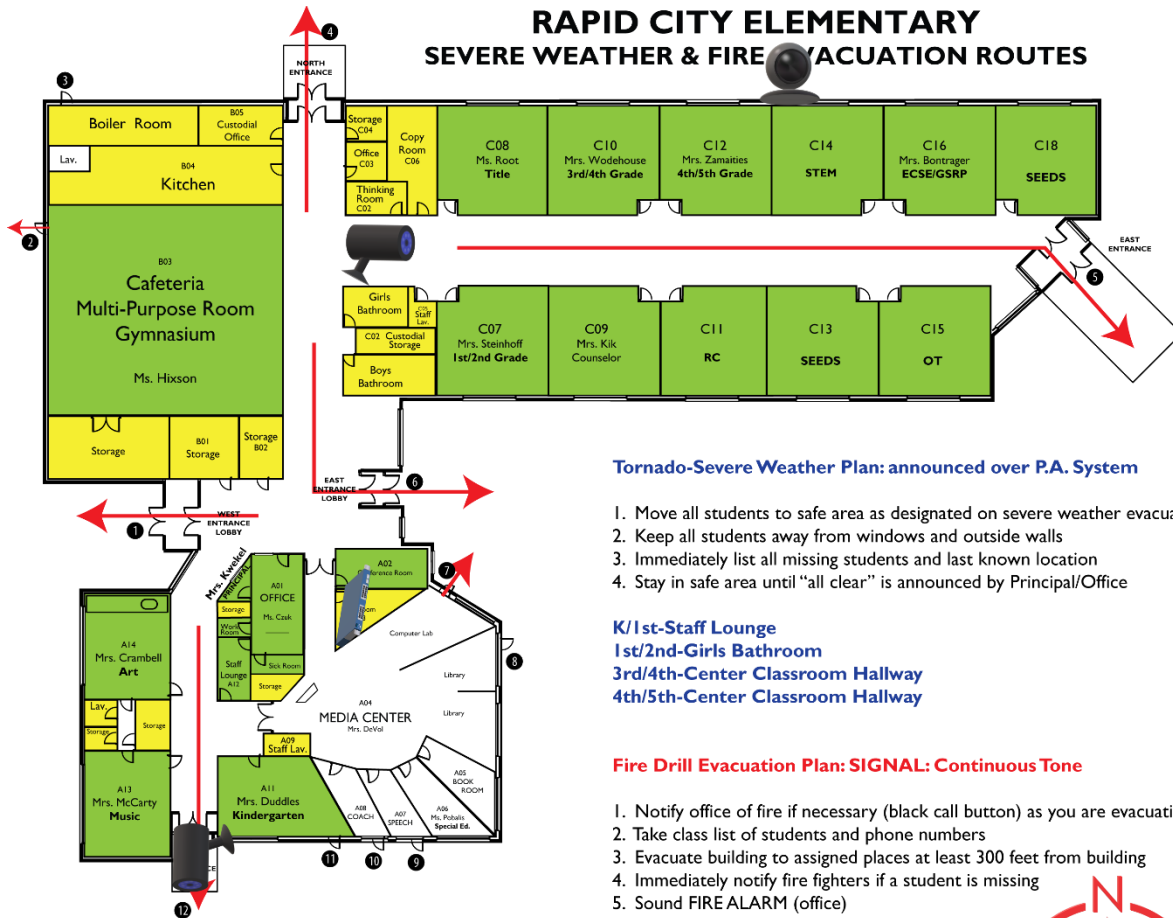 RAPID CITY ELEMENTARY
SEVERE WEATHER & FIRE VACUATION ROUTES
4
NORTH
ENTRANCE
3
Boiler Room
B05
Custodial
Office
Lav.
B04
Kitchen
2
B03
Cafeteria
Multi-Purpose Room
Gymnasium
Ms. Hixson
Storage
B01
Storage
Storage
B02
Storage
C04
Office
C03
Thinking
Room
C02
Copy
Room
C06
C08
Ms. Root
Title
C10
Mrs. Wodehouse
3rd/4th Grade
C12
Mrs. Zamaities
4th/5th Grade
C14
STEM
C16
Mrs. Bontrager
ECSE/GSRP
C18
SEEDS
EAST
ENTRANCE
5
Girls
Bathroom
C05
Staff
Lav.
C02 Custodial
Storage
Boys
Bathroom
C07
Mrs. Steinhoff
1st/2nd Grade
C09
Mrs. Kik
Counselor
C11
RC
C13
SEEDS
C15
OT
EAST
ENTRANCE
LOBBY
6
1
WEST
ENTRANCE
LOBBY
Mrs. Kwekel
PRINCIPAL
A01
OFFICE
Ms. Czuk
Storage
Work
Room
Staff
Lounge
A12
Sick Room
Storage
A02
Conference Room
7
Computer Lab
8
Library
Library
A04
MEDIA CENTER
Mrs. DeVol
A14
Mrs. Crambell
Art
Lav.
Storage
Storage
A13
Mrs. McCarty
Music
A09
Staff Lav.
A11
Mrs. Duddles
Kindergarten
A08
COACH
A07
SPEECH
A06
Ms. Pobalis
Special Ed.
A05
BOOK
ROOM
11
10
9
12
Tornado-Severe Weather Plan: announced over P.A. System
1. Move all students to safe area as designated on severe weather evacua
2. Keep all students away from windows and outside walls
3. Immediately list all missing students and last known location
4. Stay in safe area until “all clear” is announced by Principal/Office
K/1st-Staff Lounge
1st/2nd-Girls Bathroom
3rd/4th-Center Classroom Hallway
4th/5th-Center Classroom Hallway
Fire Drill Evacuation Plan: SIGNAL: Continuous Tone
1. Notify office of fire if necessary (black call button) as you are evacuati
2. Take class list of students and phone numbers
3. Evacuate building to assigned places at least 300 feet from building
4. Immediately notify fire fighters if a student is missing
5. Sound FIRE ALARM (office)
N